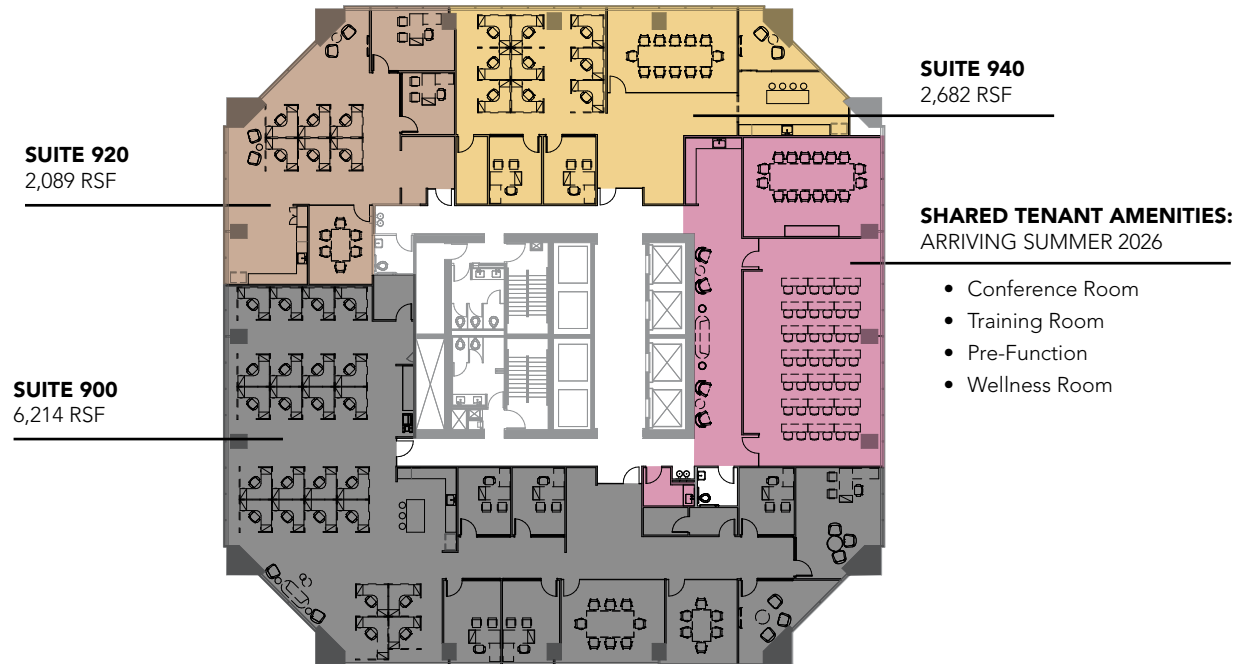 SUITE 940
2,682 RSF
SUITE 920
2,089 RSF
SHARED TENANT AMENITIES:
ARRIVING SUMMER 2026
• Conference Room
• Training Room
• Pre-Function
• Wellness Room
SUITE 900
6,214 RSF